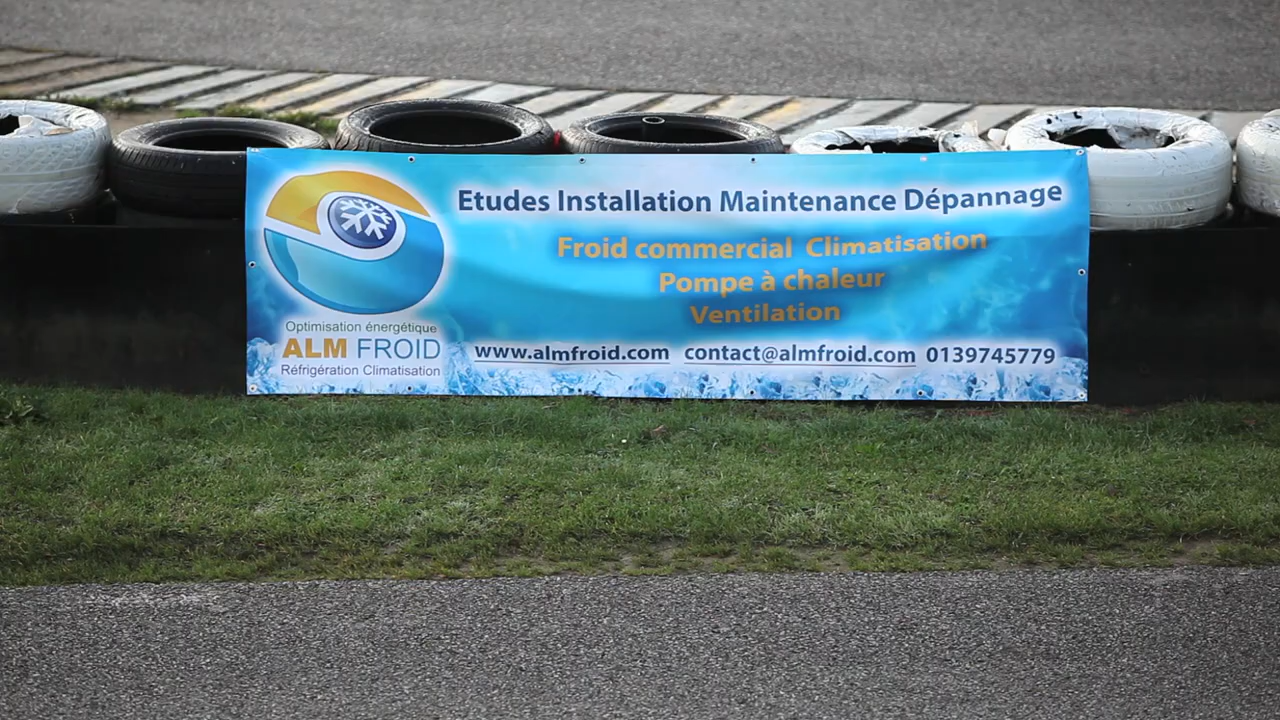 Etudes Installation Maintenance Dépannage
Froid commercial Climatisation
Pompe à chaleur
Ventilation
Optimisation énergétique
ALM FROID
Réfrigération Climatisation
www.almfroid.com contact@almfroid.com 0139745779